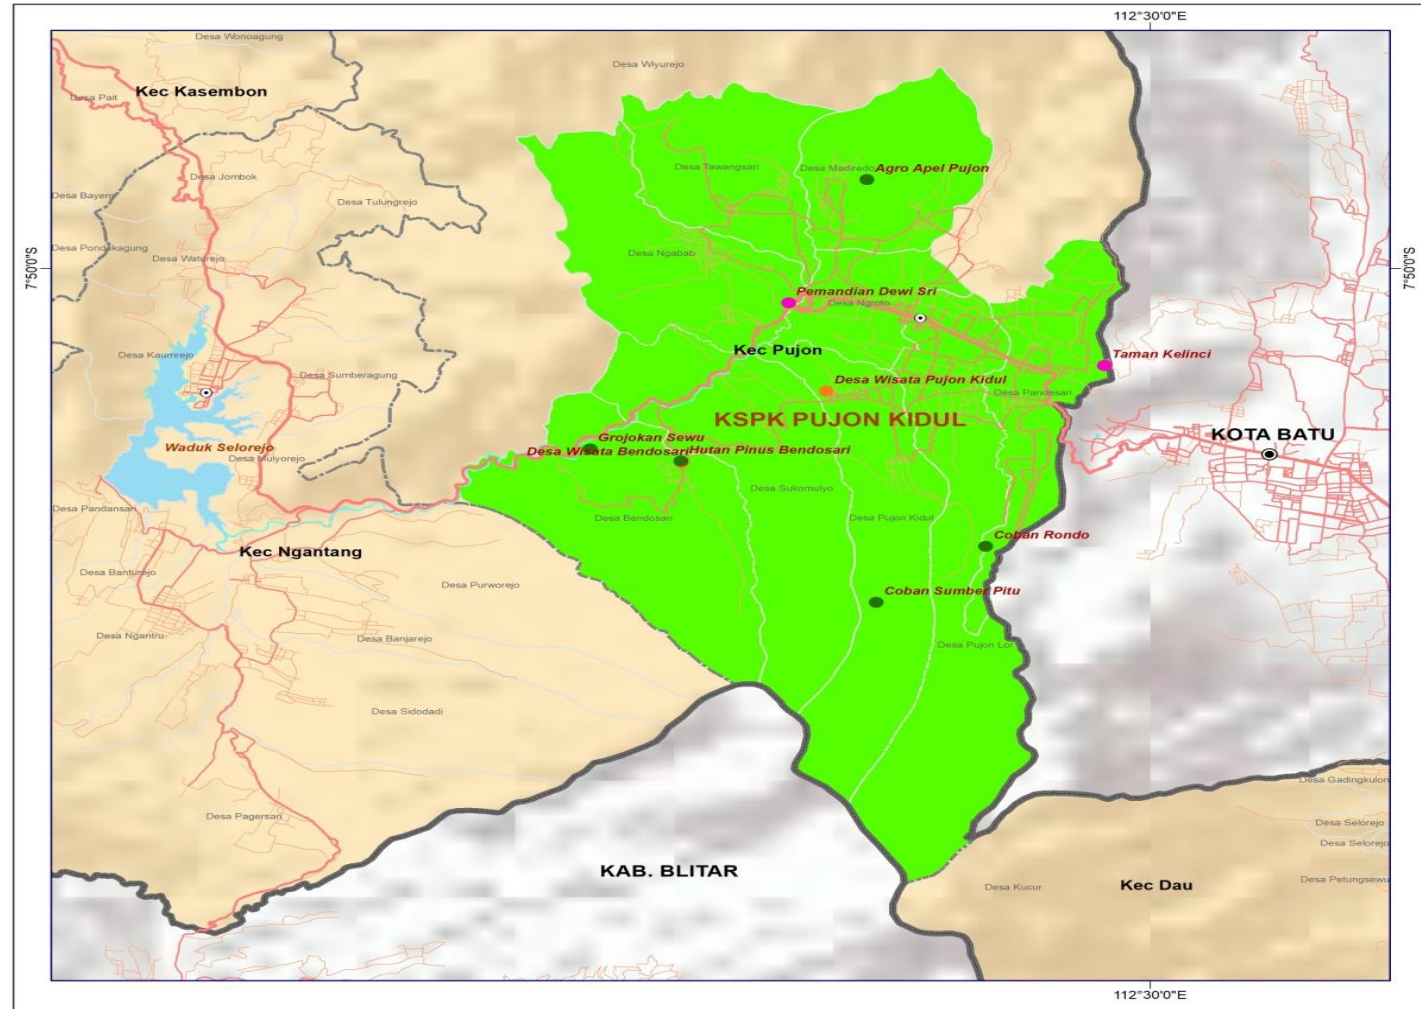 112°30'0"E
Desa Wonoagung
Desa Wiyurejo
Kec Kasembon
Desa Pait
Desa Tawangsari
Desa Madiredo
Agro Apel Pujon
Desa Jombok
Desa Bayem
Desa Tulungrejo
Desa Pondokagung
Desa Ngabab
Desa Waturejo
7°50'0"S
7°50'0"S
Pemandian Dewi Sri
Desa Ngroto
Kec Pujon
Desa Kaumrejo
Taman Kelinci
Desa Sumberagung
Desa Wisata Pujon Kidul
Desa Pandesari
KSPK PUJON KIDUL
KOTA BATU
Grojokan Sewu
Waduk Selorejo
Desa Wisata Bendosari
Hutan Pinus Bendosari
Desa Mulyorejo
Desa Sukomulyo
Desa Pandansari
Desa Bendosari
Desa Pujon Kidul
Coban Rondo
Kec Ngantang
Desa Banturejo
Desa Purworejo
Coban Sumber Pitu
Desa Ngantru
Desa Banjarejo
Desa Pujon Lor
Desa Sidodadi
Desa Gadingkulon
Desa Pagersari
Desa Selorejo
Desa Selorejo
KAB. BLITAR
Desa Petungsewu
Desa Kucur
Kec Dau
112°30'0"E